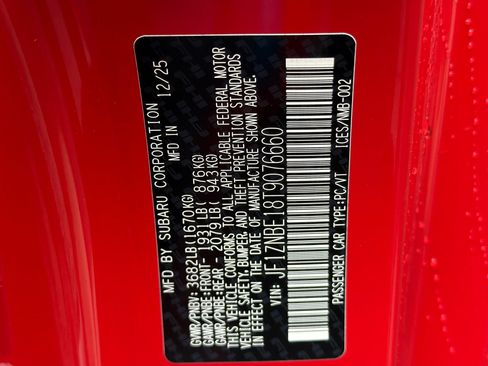 MFD BY SUBARU CORPORATION
MFD IN 12/25
GVWR/PNBV: 3682LB(1670KG)
GAWR/PNBE:FRONT- 1931LB( 876KG)
GAWR/PNBE:REAR - 2079LB( 943KG)
THIS VEHICLE CONFORMS TO ALL APPLICABLE FEDERAL MOTOR
VEHICLE SAFETY,BUMPER,AND THEFT PREVENTION STANDARDS
IN EFFECT ON THE DATE OF MANUFACTURE SHOWN ABOVE.
VIN: JF1ZNBE18T9076660
PASSENGER CAR TYPE:PC/VT ICES/NMB-002